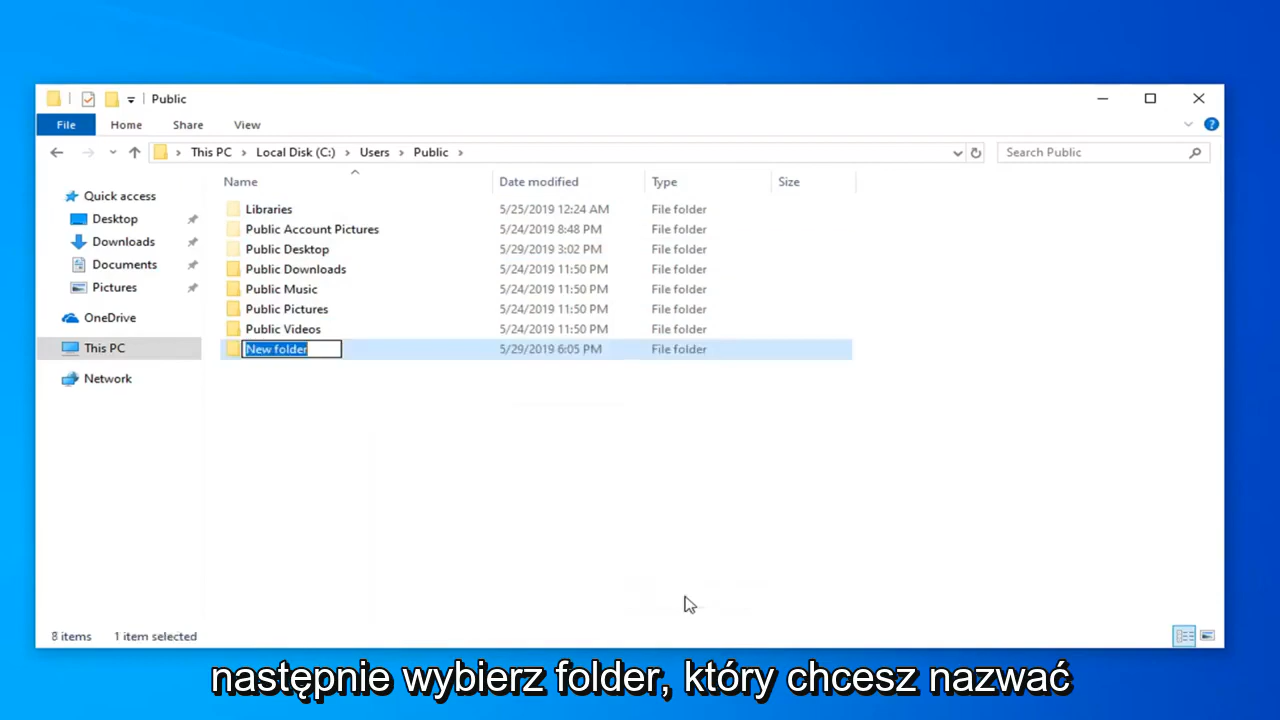 Public
File Home Share View
This PC Local Disk (C:) Users Public Search Public
Name Date modified Type Size
Quick access
Desktop
Downloads
Documents
Pictures
OneDrive
This PC
Network
Libraries 5/25/2019 12:24 AM File folder
Public Account Pictures 5/24/2019 8:48 PM File folder
Public Desktop 5/29/2019 3:02 PM File folder
Public Downloads 5/24/2019 11:50 PM File folder
Public Music 5/24/2019 11:50 PM File folder
Public Pictures 5/24/2019 11:50 PM File folder
Public Videos 5/24/2019 11:50 PM File folder
New folder 5/29/2019 6:05 PM File folder
8 items 1 item selected
następnie wybierz folder, który chcesz nazwać